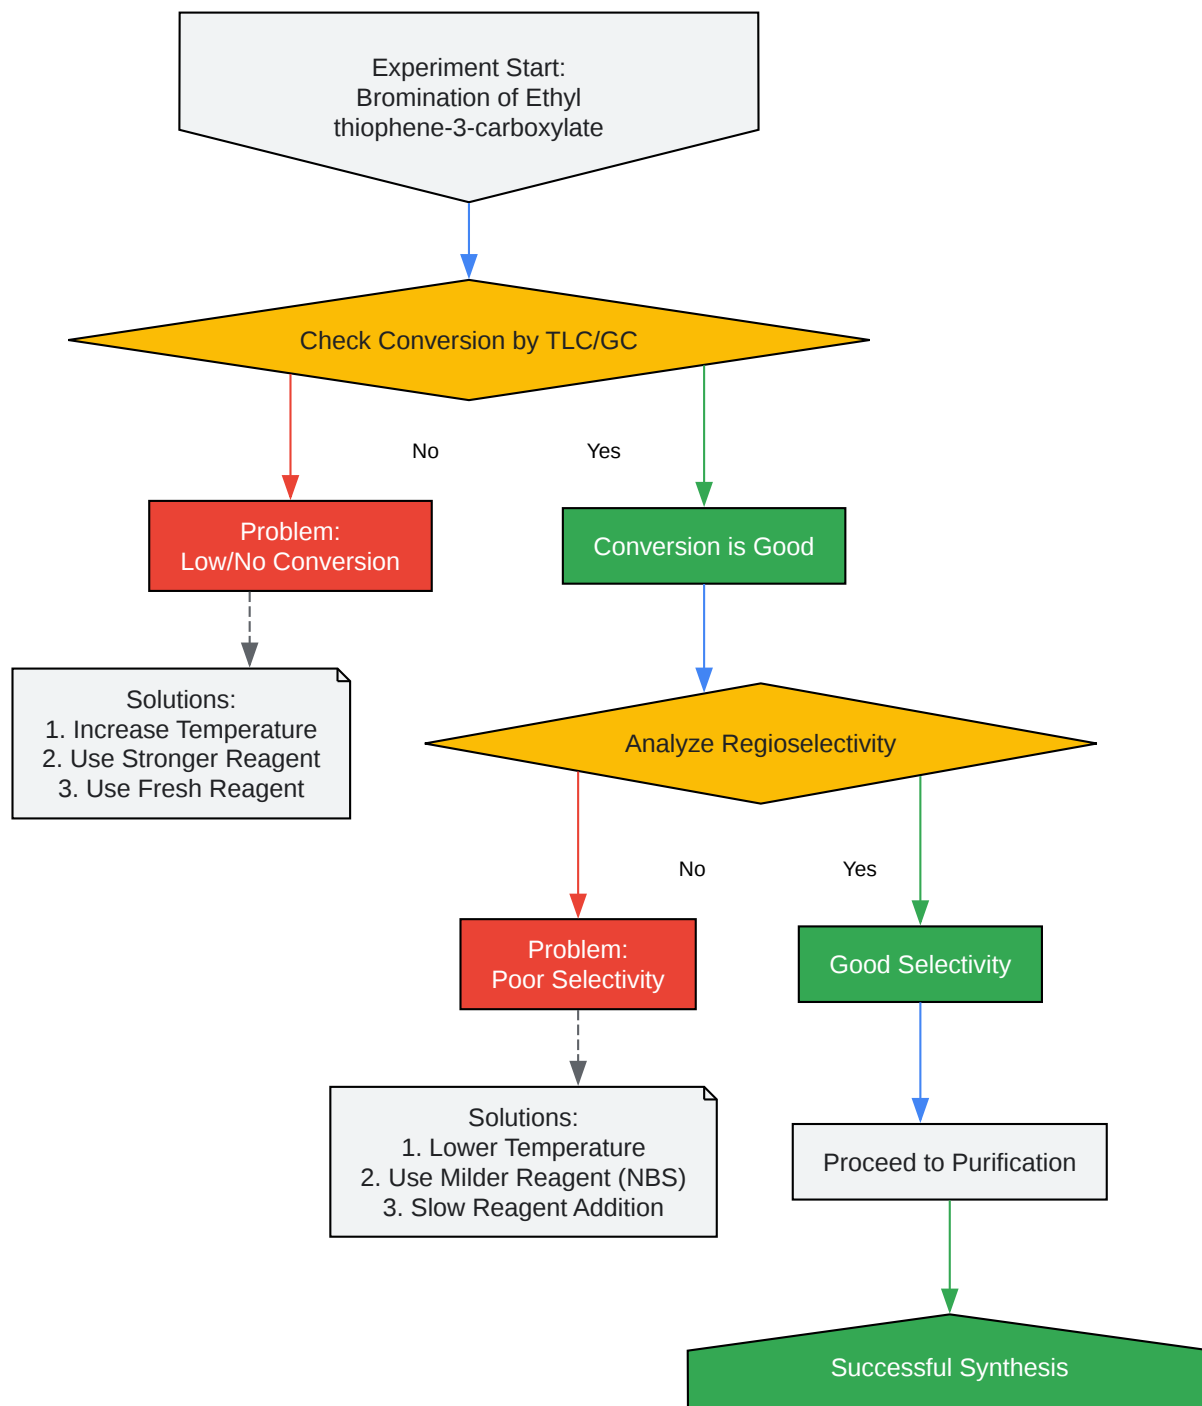 Experiment Start:
Bromination of Ethyl
thiophene-3-carboxylate
Check Conversion by TLC/GC
No
Yes
Problem:
Low/No Conversion
Conversion is Good
Solutions:
1. Increase Temperature
2. Use Stronger Reagent
3. Use Fresh Reagent
Analyze Regioselectivity
No
Yes
Problem:
Poor Selectivity
Good Selectivity
Solutions:
1. Lower Temperature
2. Use Milder Reagent (NBS)
3. Slow Reagent Addition
Proceed to Purification
Successful Synthesis